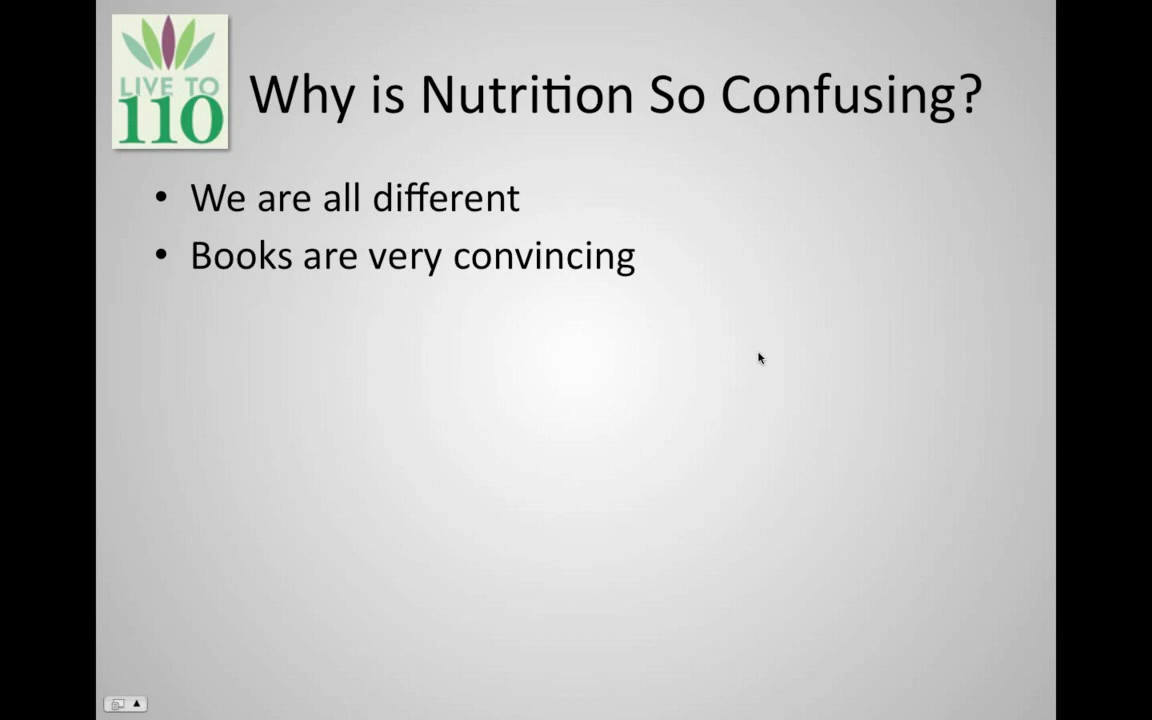 LIVE TO
110
Why is Nutrition So Confusing?
• We are all different
• Books are very convincing